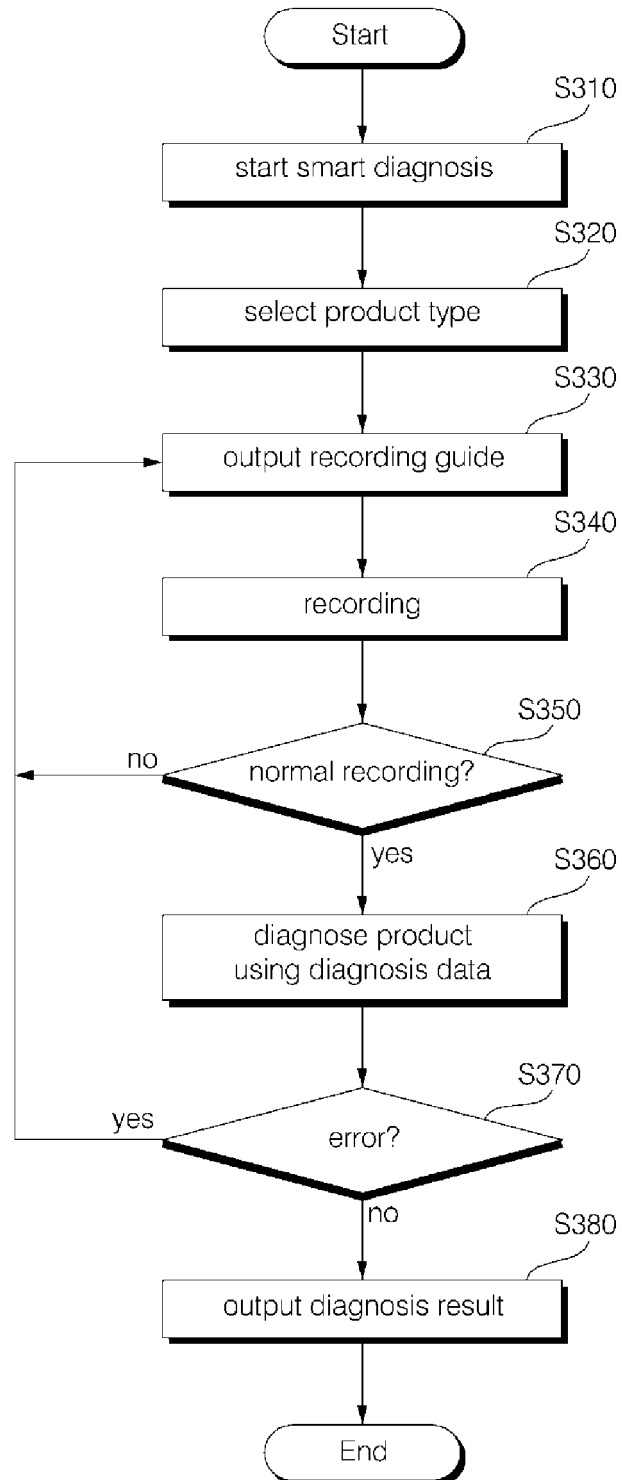 Start
S310
start smart diagnosis
S320
select product type
S330
output recording guide
S340
recording
S350
no
normal recording?
yes
S360
diagnose product
using diagnosis data
S370
yes
error?
no
S380
output diagnosis result
End